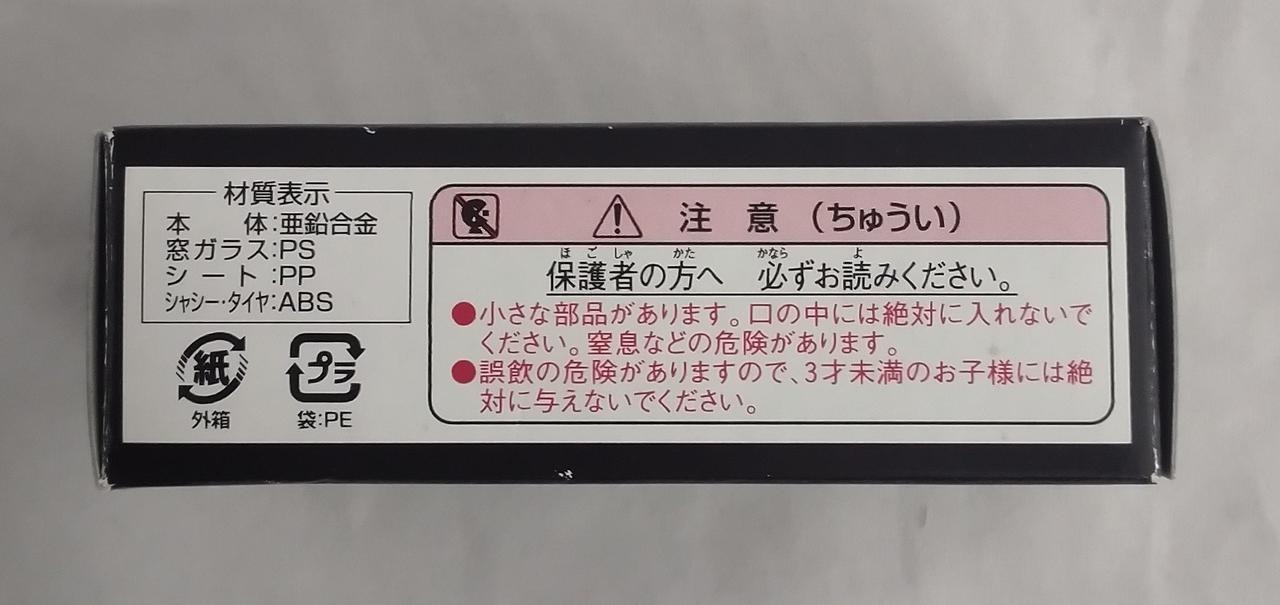 材質表示
本　体:亜鉛合金
窓ガラス:PS
シート:PP
シャシー・タイヤ:ABS
紙
外箱
プラ
袋:PE
注 意 (ちゅうい)
ほごしゃ かた かなら よ
保護者の方へ 必ずお読みください。
●小さな部品があります。口の中には絶対に入れないで
ください。窒息などの危険があります。
●誤飲の危険がありますので、3才未満のお子様には絶
対に与えないでください。